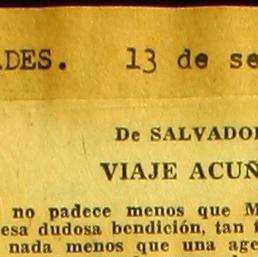 ADES. 13 de se
De SALVADOR
VIAJE ACUÑ
no padece menos que M
esa dudosa bendición, tan f
nada menos que una age